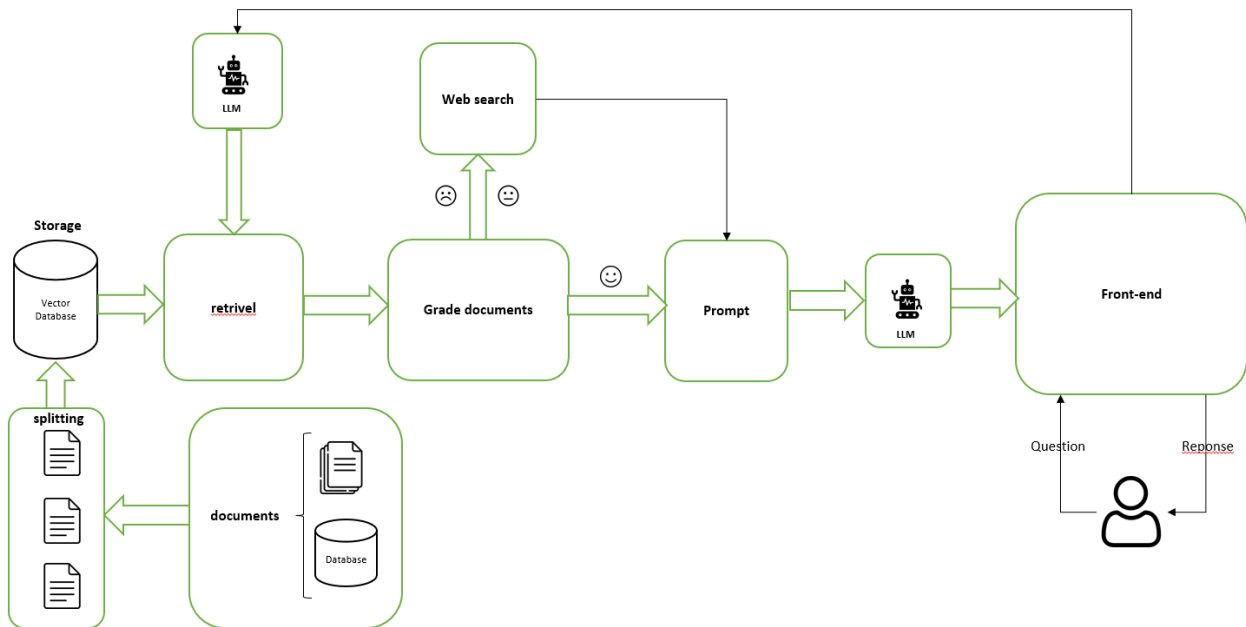 LLM
Web search
Storage
Vector
Database
retrivel
Grade documents
Prompt
LLM
Front-end
splitting
documents
Database
Question
Reponse